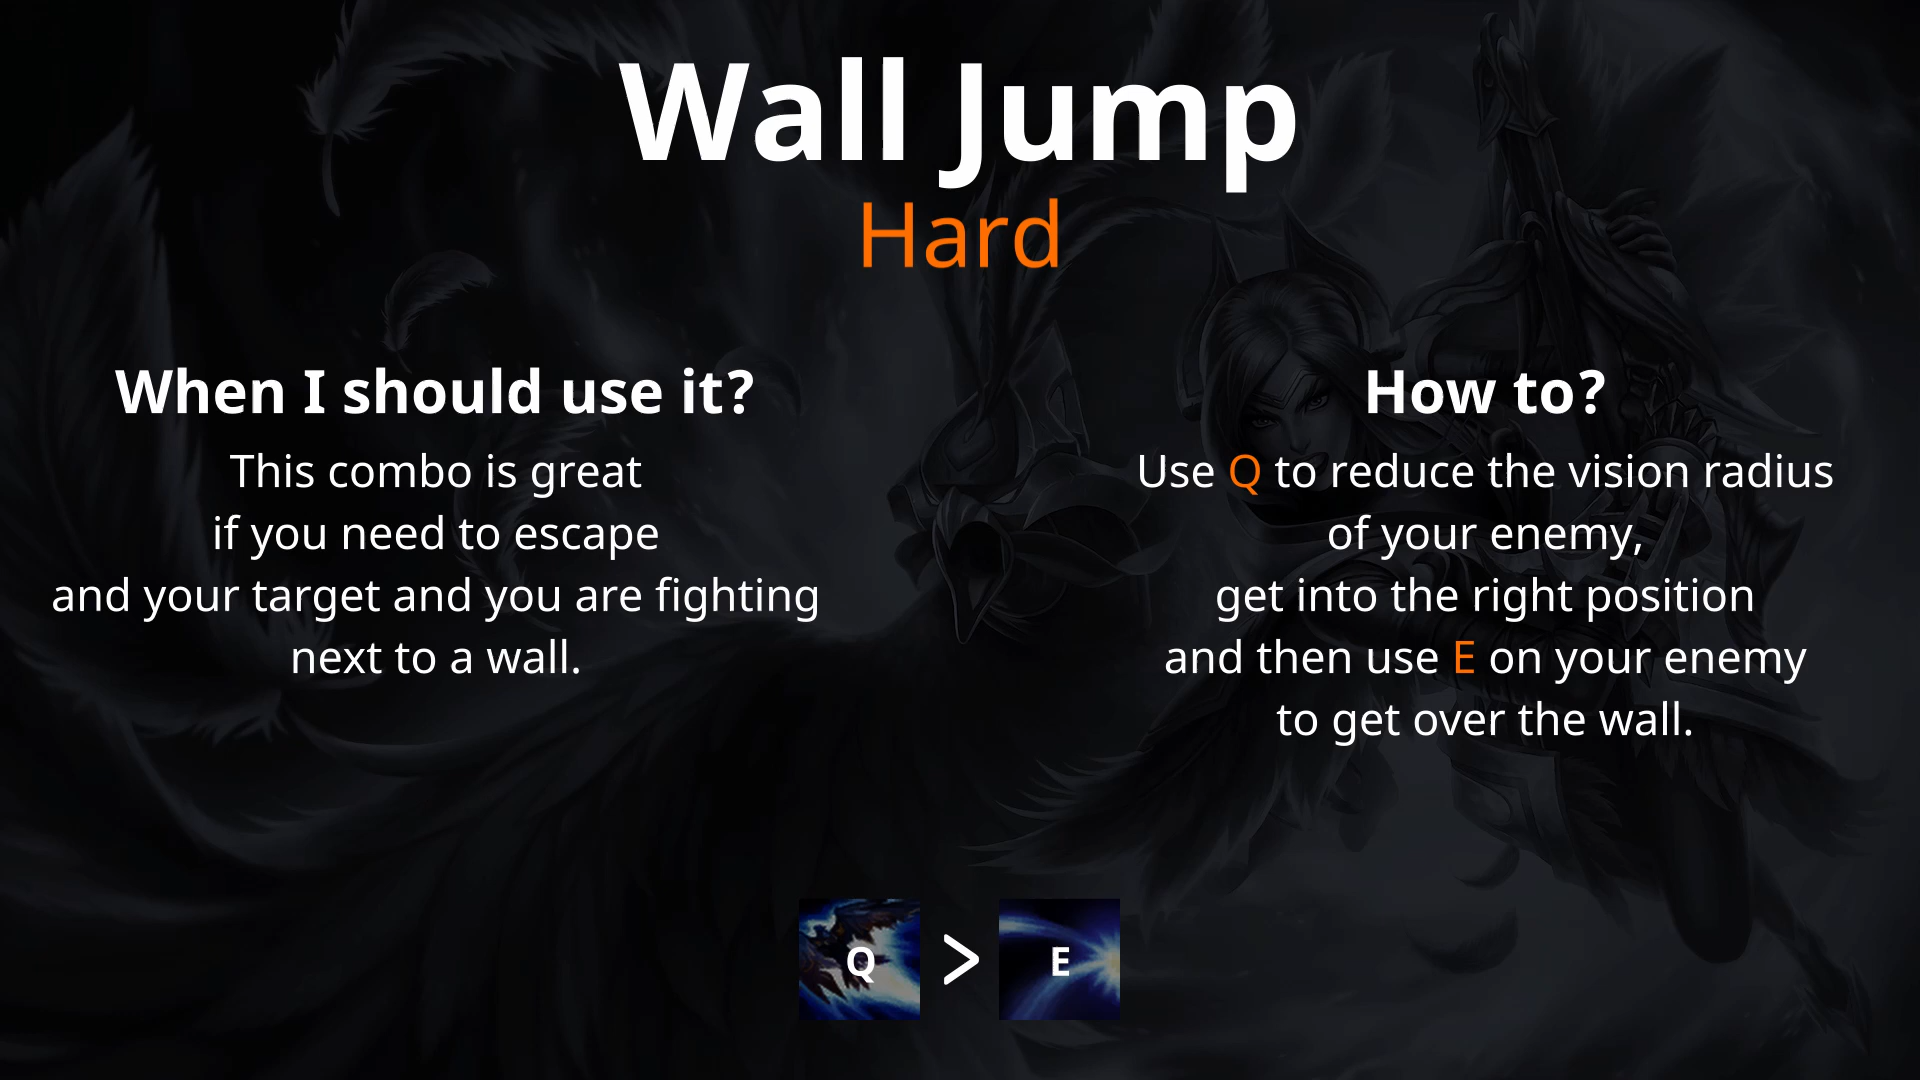 Wall Jump
Hard
When I should use it?
This combo is great
if you need to escape
and your target and you are fighting
next to a wall.
How to?
Use Q to reduce the vision radius
of your enemy,
get into the right position
and then use E on your enemy
to get over the wall.
Q > E